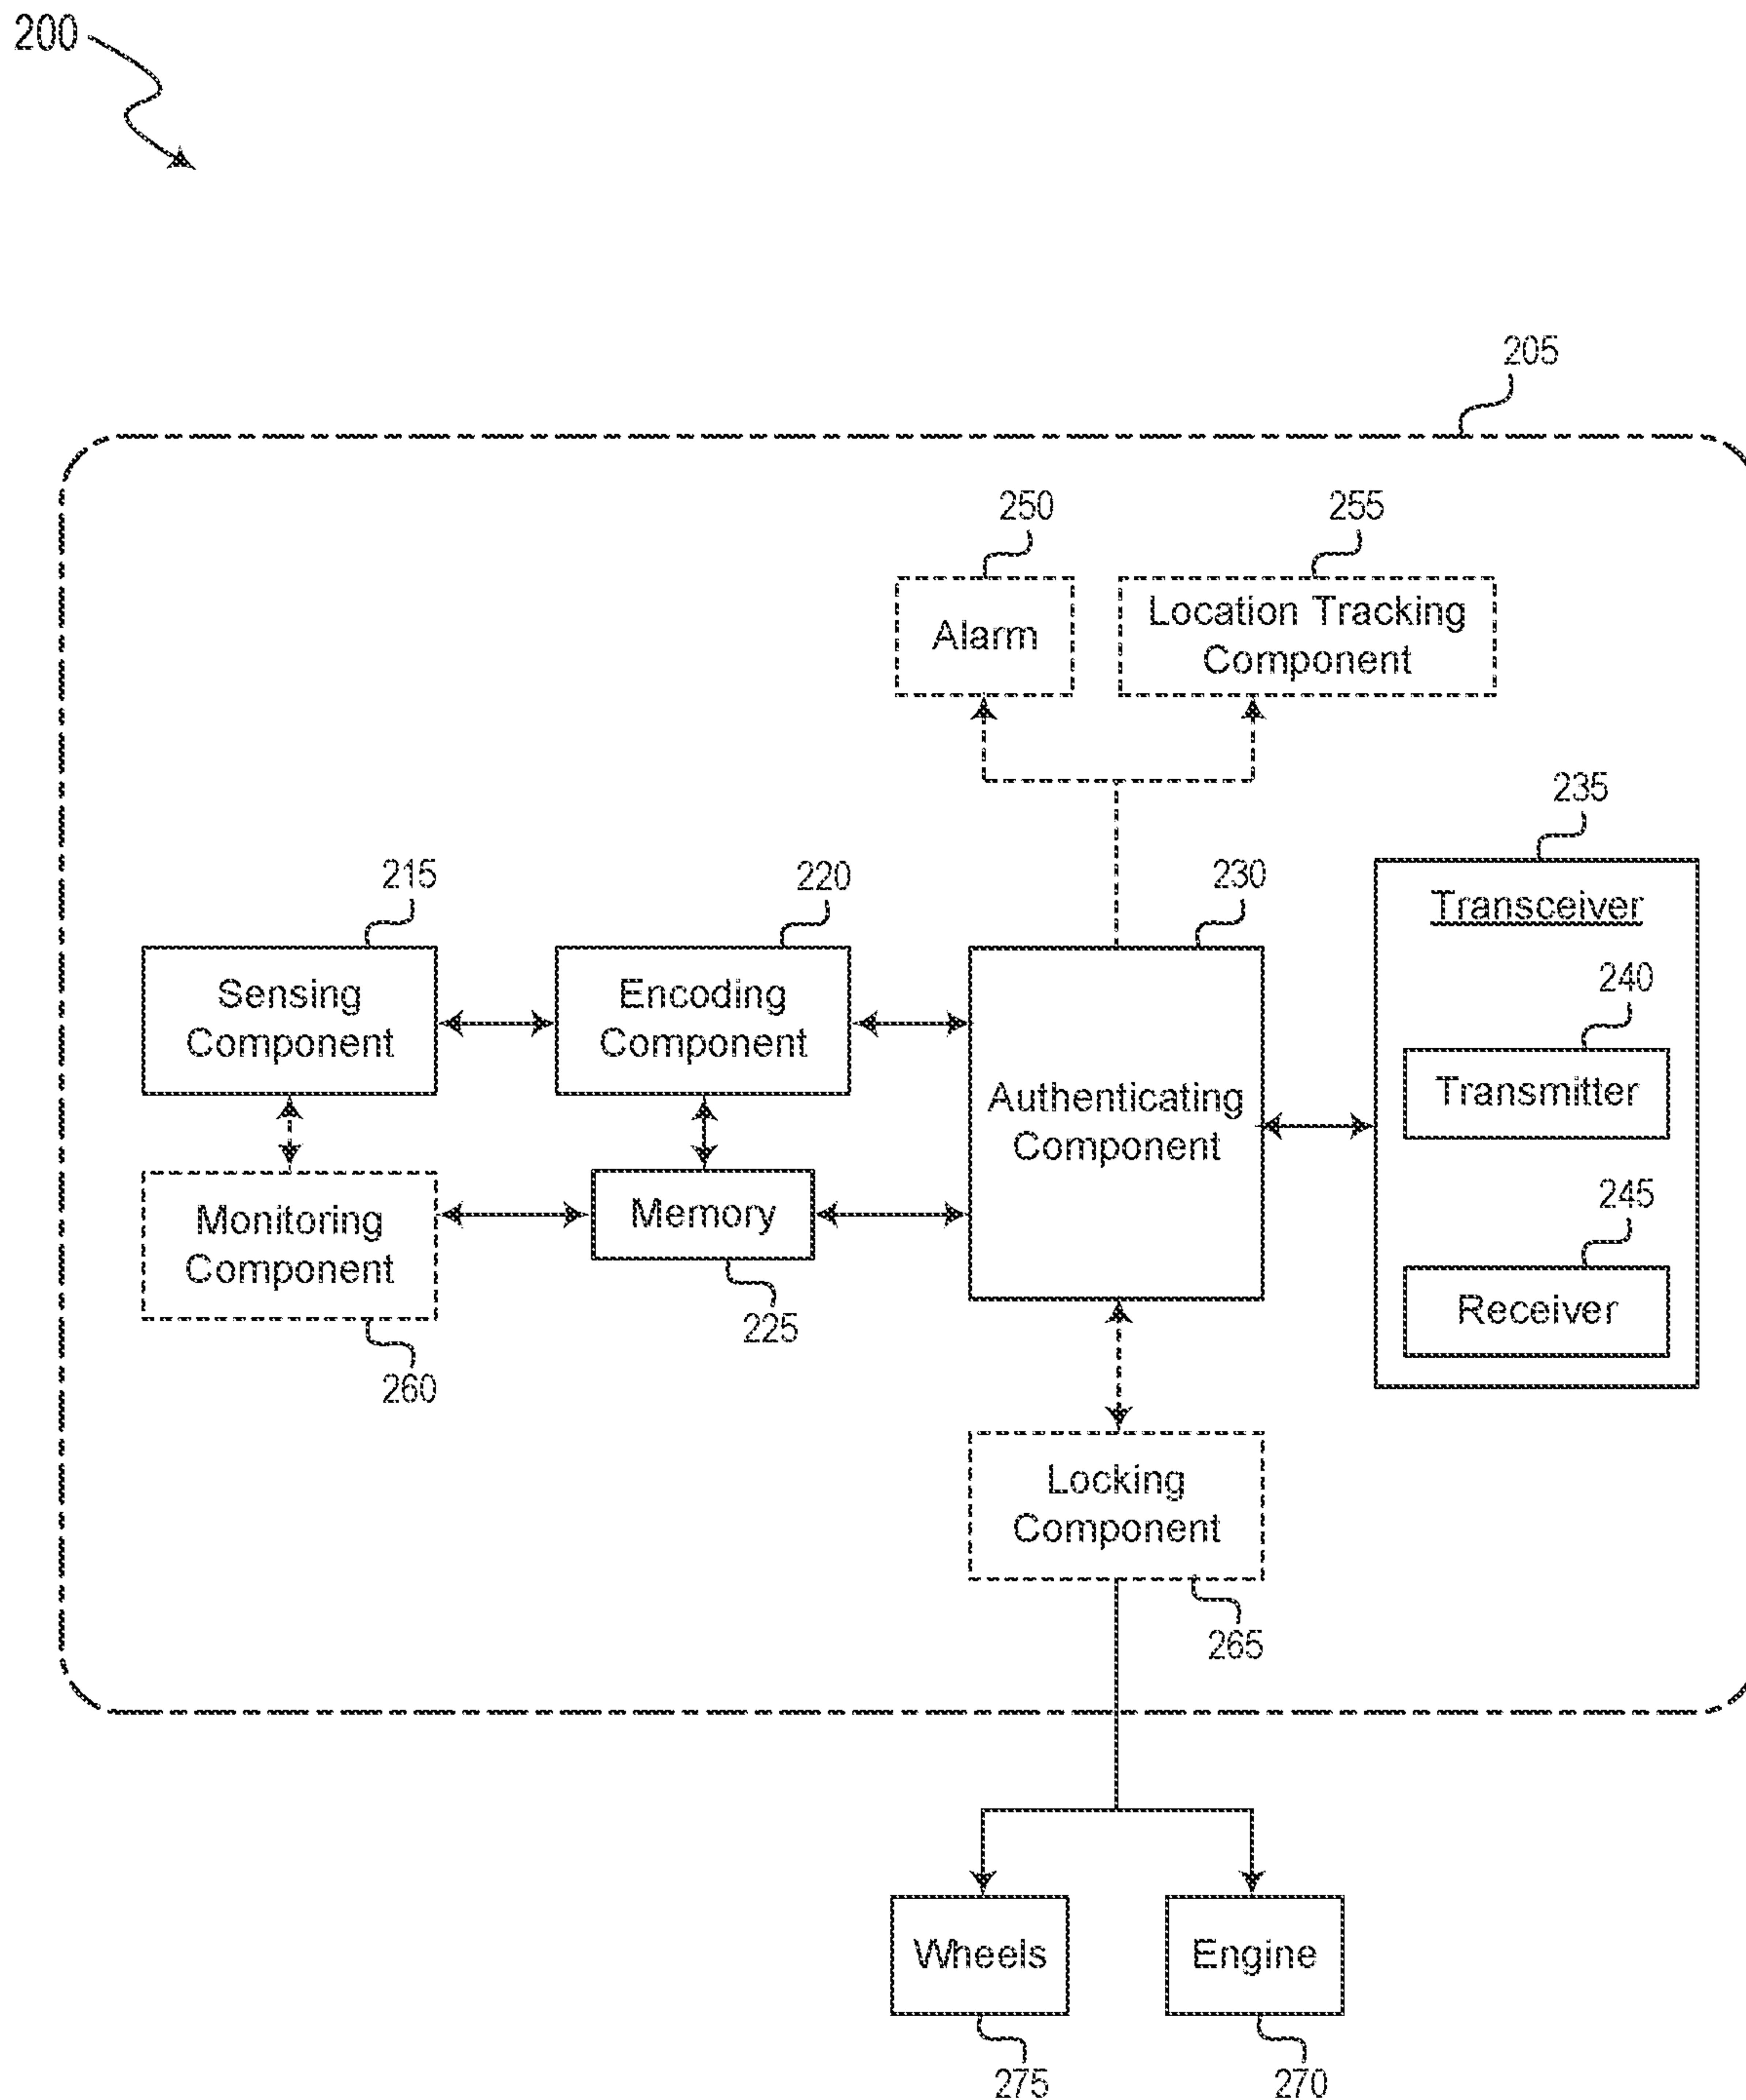 200
205
250
255
Alarm
Location Tracking
Component
235
215
220
230
Transceiver
Sensing
Component
Encoding
Component
240
Authenticating
Component
Transmitter
Monitoring
Component
Memory
245
Receiver
225
260
Locking
Component
265
Wheels
Engine
275
270